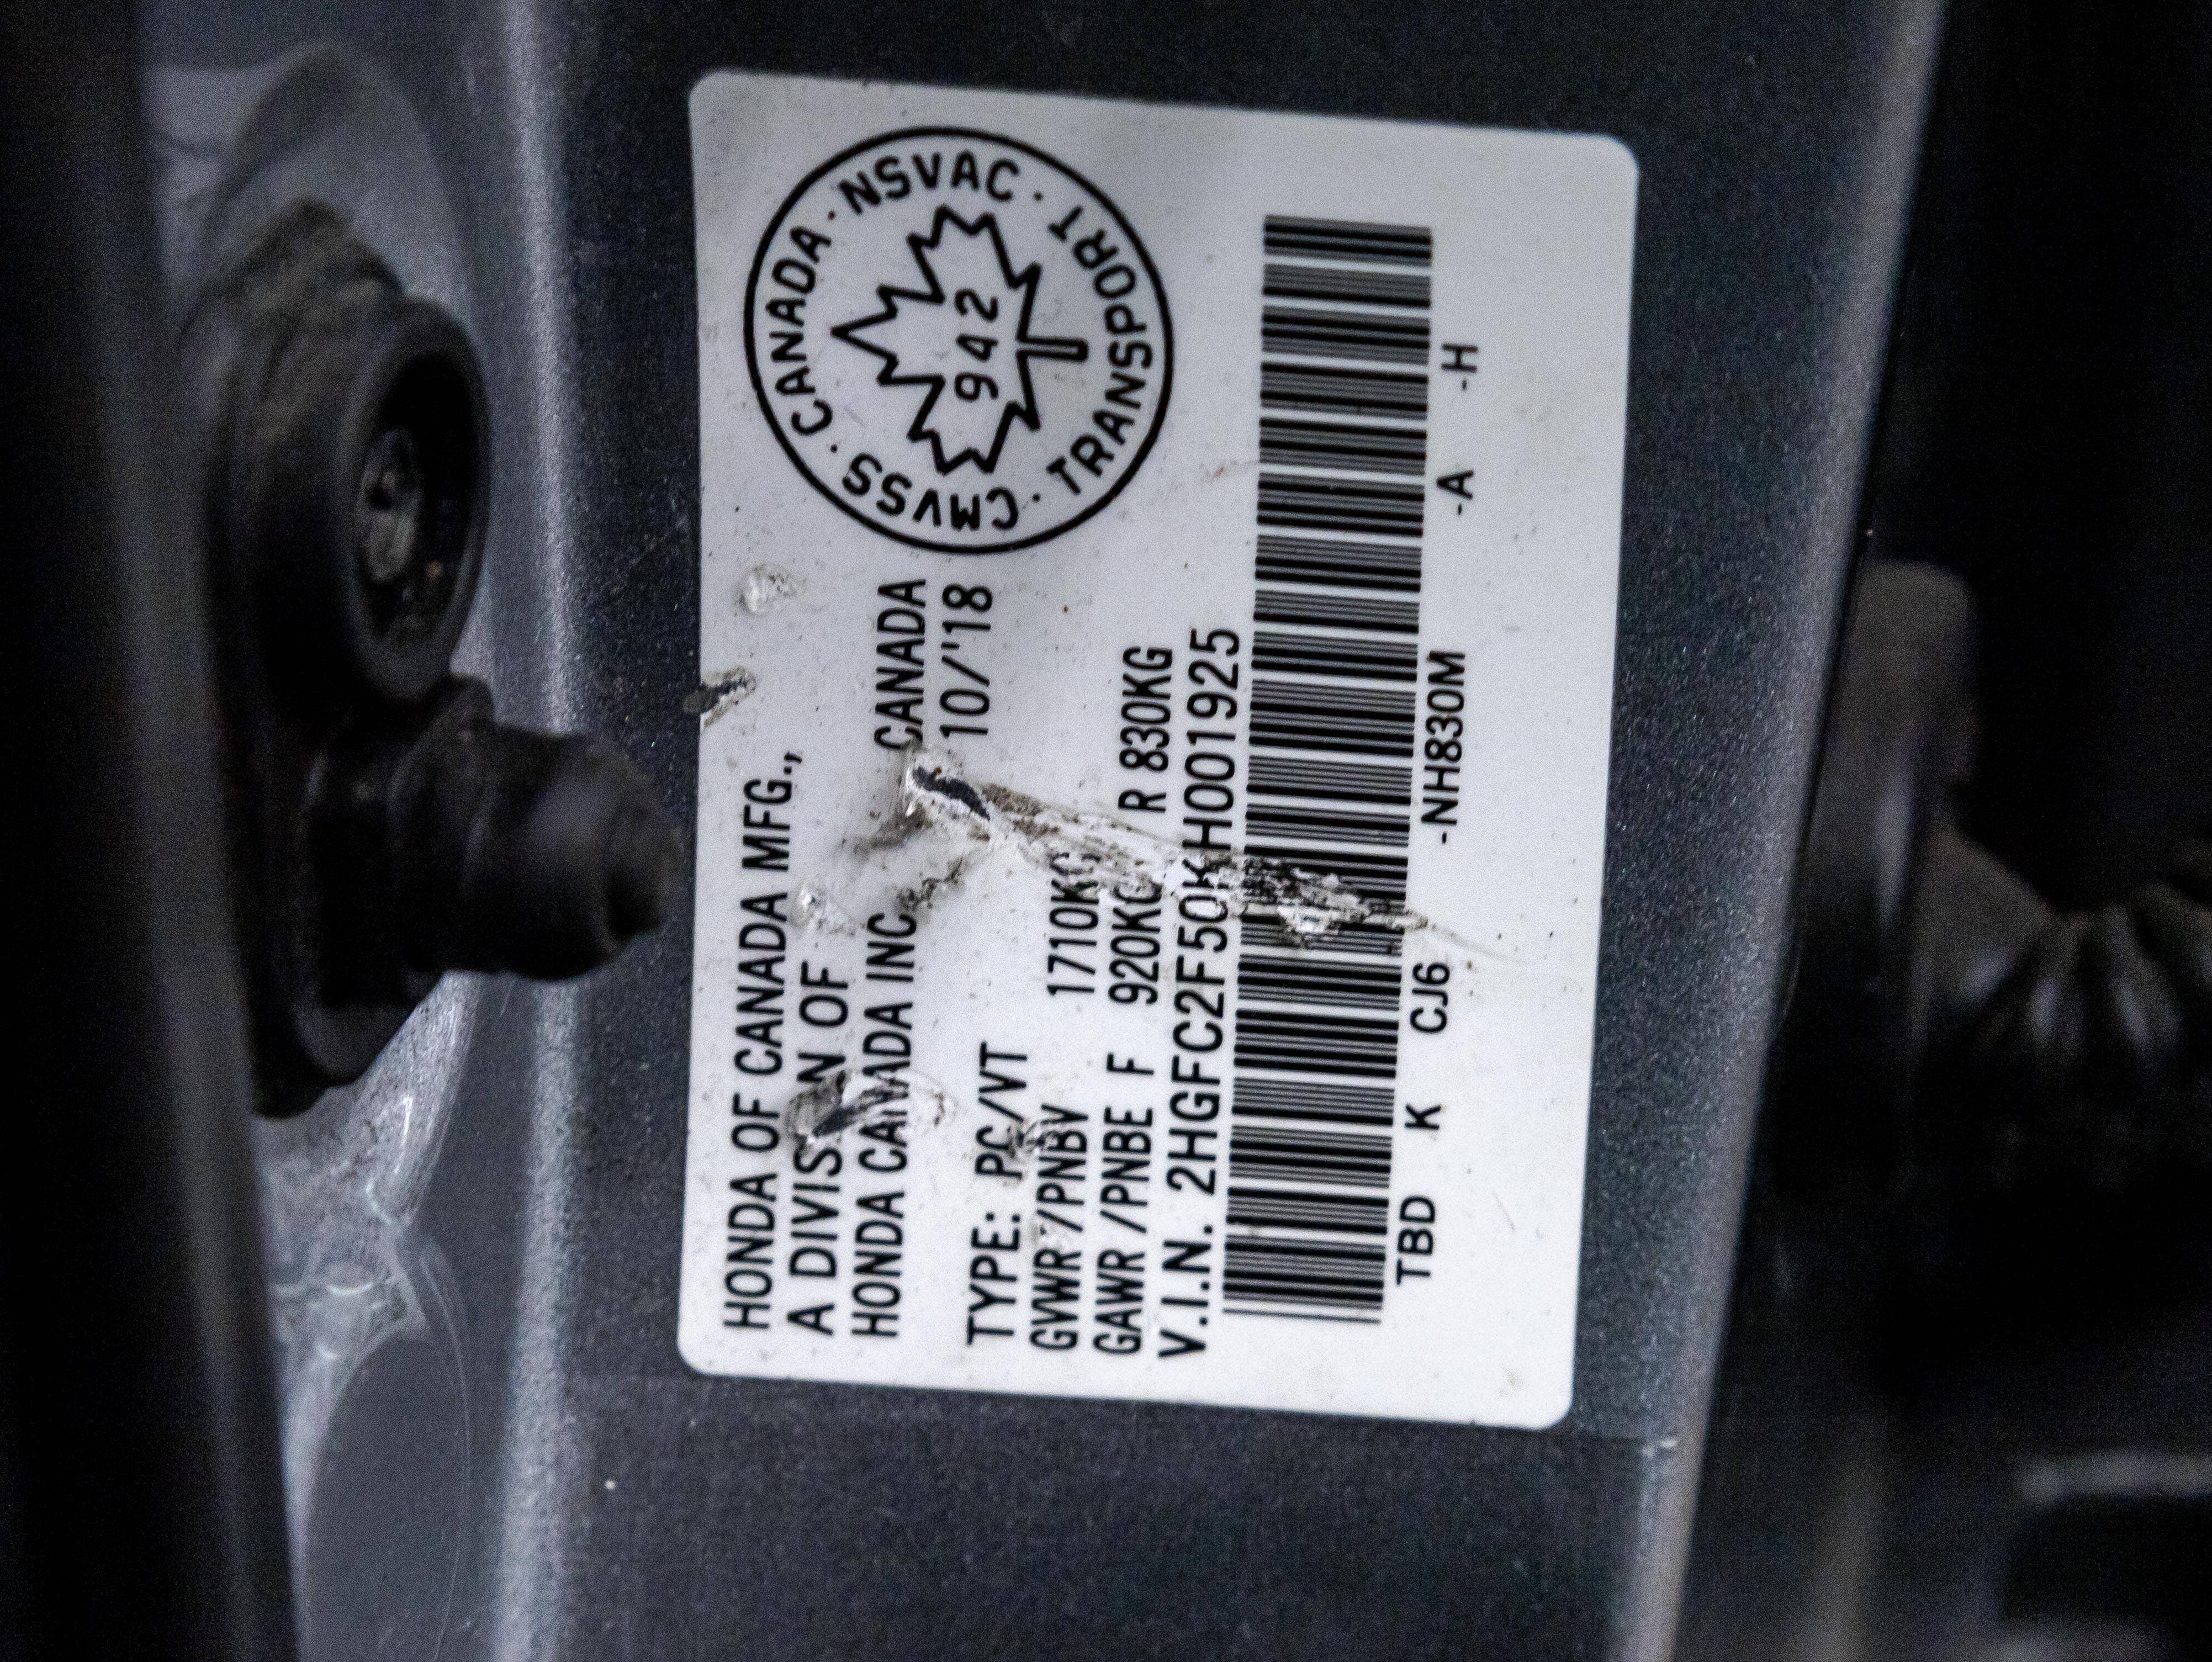 HONDA OF CANADA MFG.,
A DIVISION OF
HONDA CANADA INC CANADA
10/'18
TYPE: PC/VT
GVWR/PNBV 1710KG
GAWR/PNBE F 920KG R 830KG
V.I.N. 2HGFC2F50KH001925
TBD K CJ6 -NH830M -A -H
CMVSS · CANADA · NSVAC · TRANSPORT ·
942